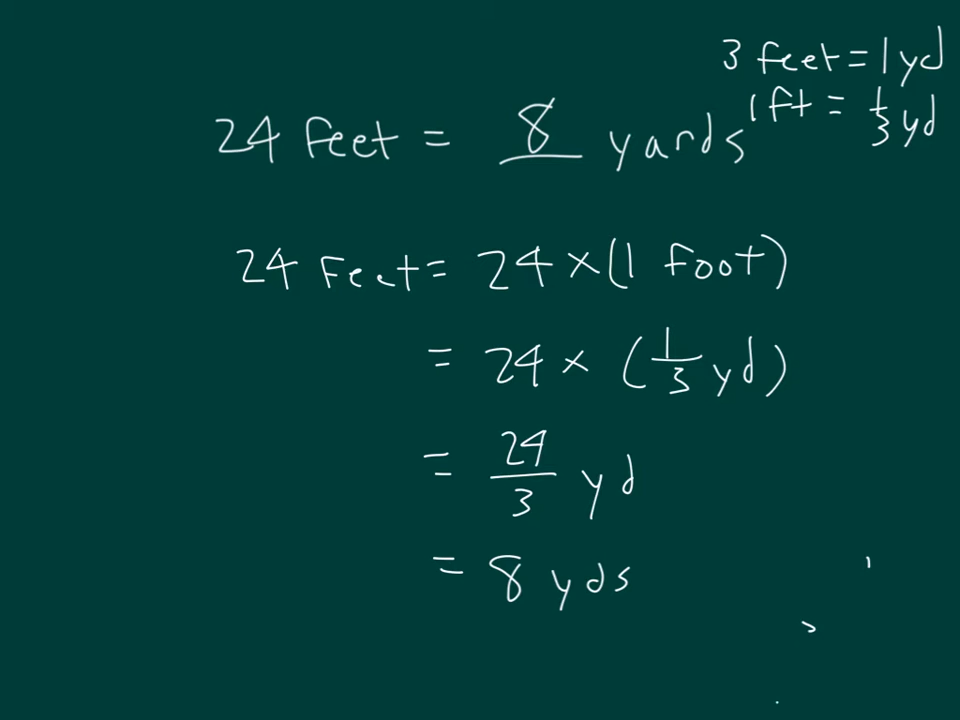 3 feet = 1 yd
1 ft = 1/3 yd
24 feet = 8 yards
24 Feet = 24 × (1 Foot)
= 24 × (1/3 yd)
= 24/3 yd
= 8 yds